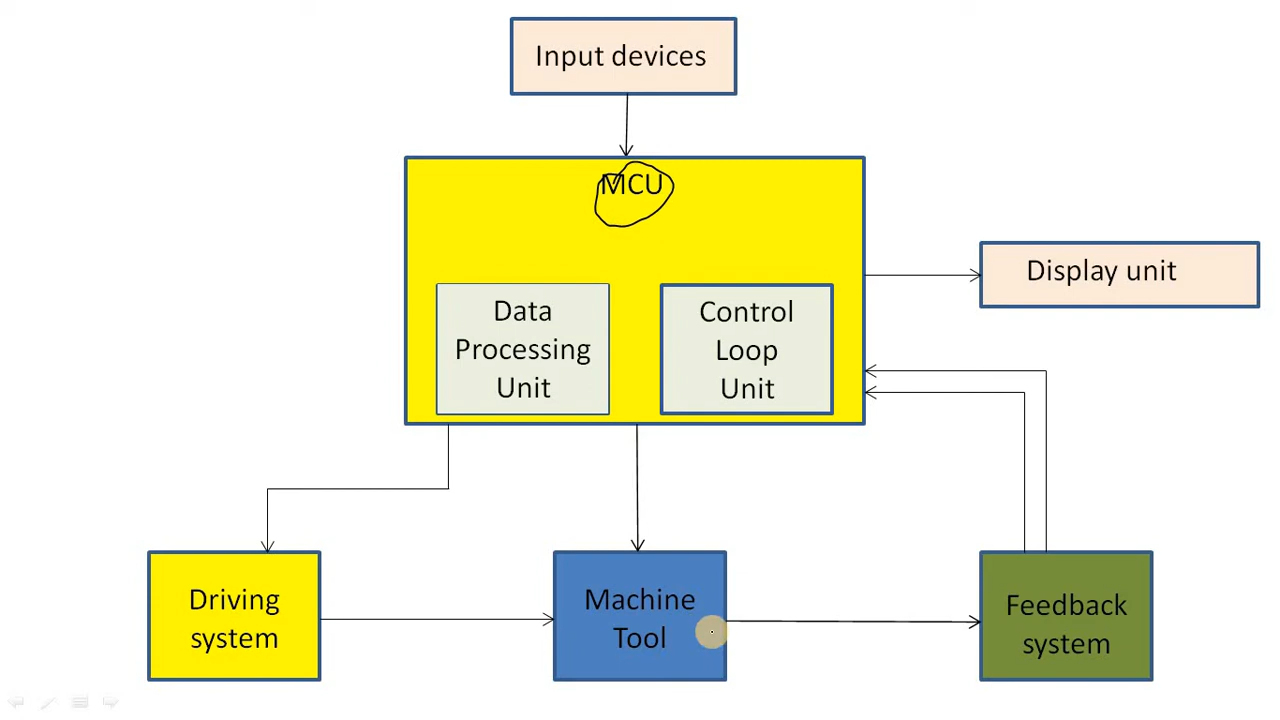 Input devices
MCU
Display unit
Data
Processing
Unit
Control
Loop
Unit
Driving
system
Machine
Tool
Feedback
system